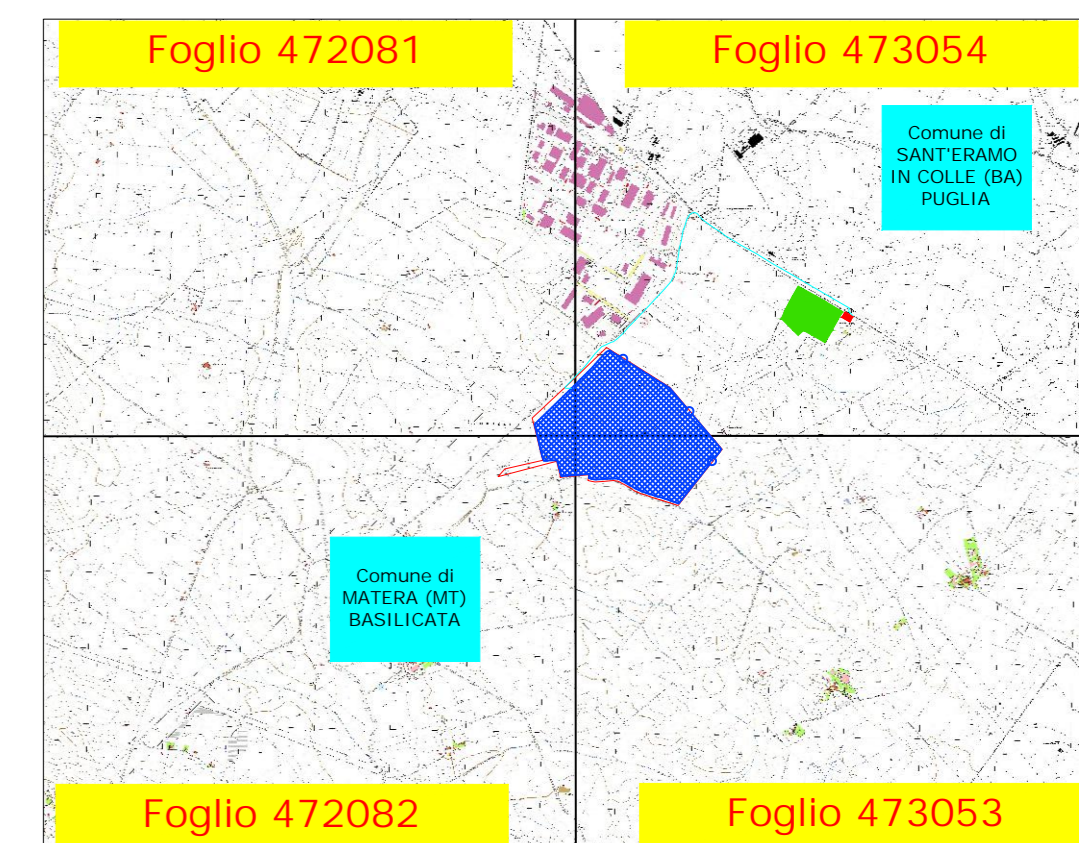 Foglio 472081
Foglio 473054
Comune di
SANT'ERAMO
IN COLLE (BA)
PUGLIA
Comune di
MATERA (MT)
BASILICATA
Foglio 472082
Foglio 473053